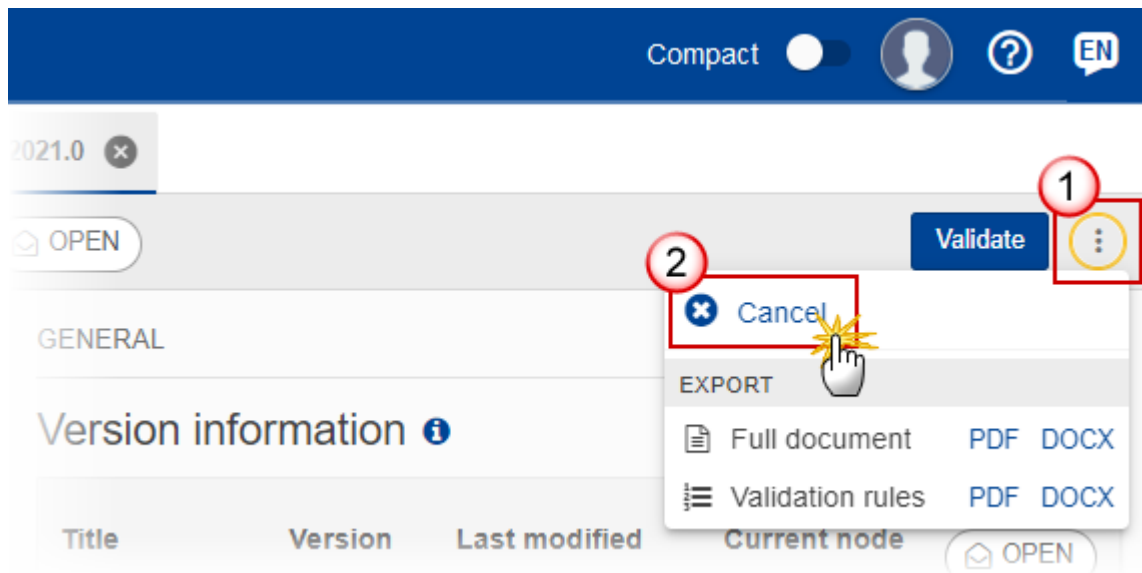 Compact EN
2021.0
1
OPEN Validate
2
Cancel
GENERAL
EXPORT
Version information
Full document PDF DOCX
Validation rules PDF DOCX
Title Version Last modified Current node OPEN